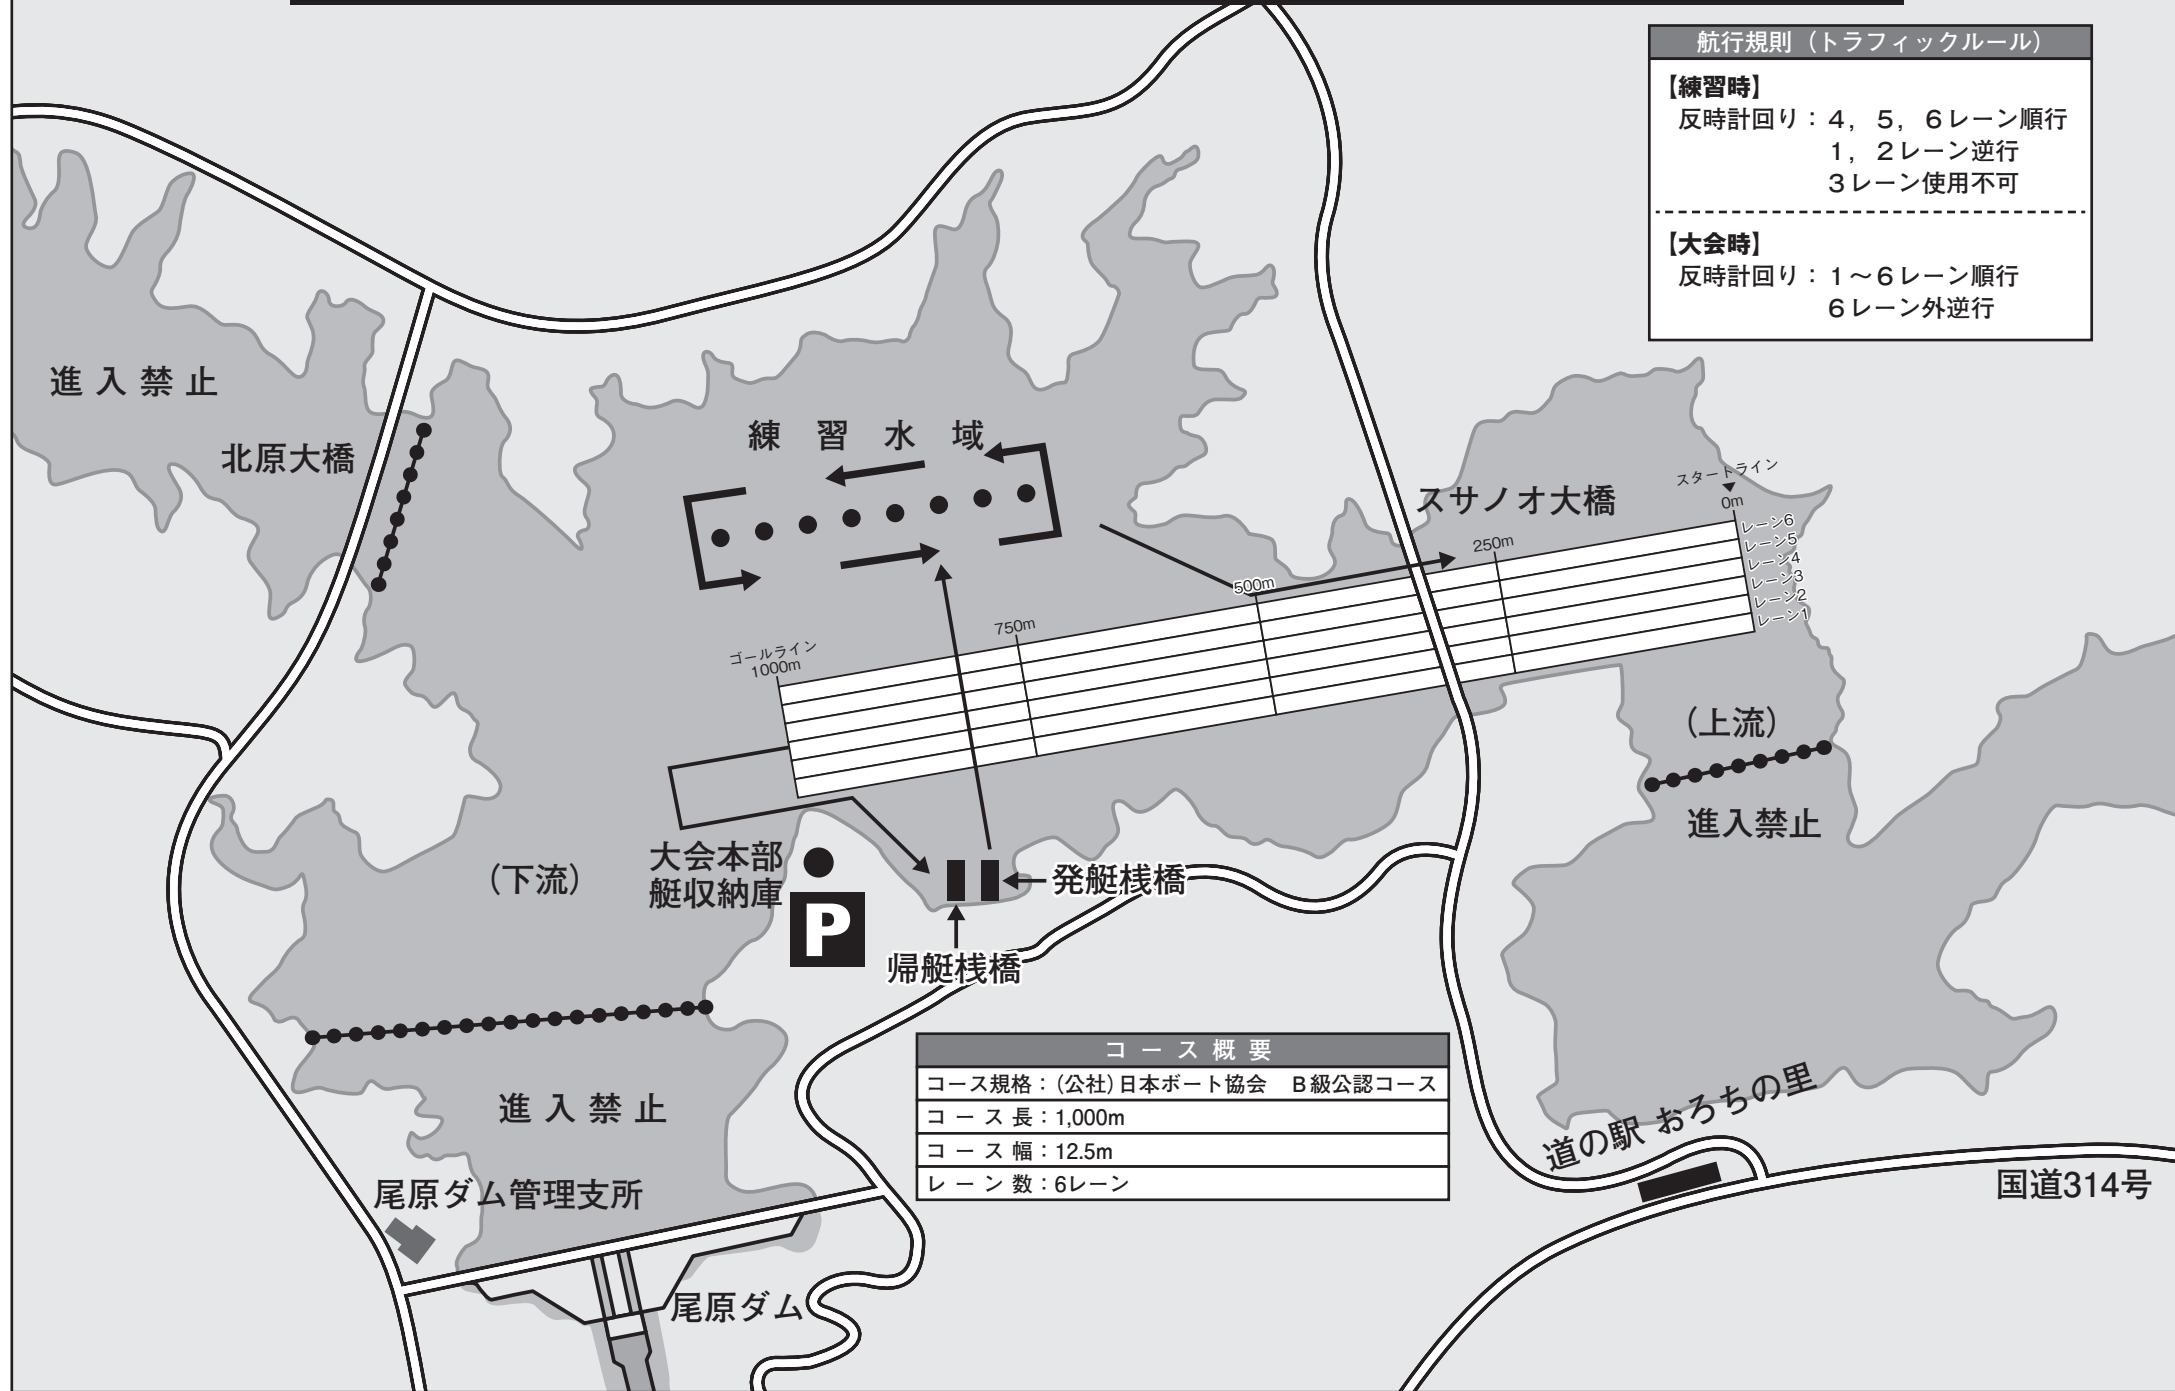 航行規則（トラフィックルール）
【練習時】
反時計回り：４，５，６レーン順行
１，２レーン逆行
３レーン使用不可
【大会時】
反時計回り：１～６レーン順行
６レーン外逆行
進入禁止
北原大橋
練習水域
スサノオ大橋
スタートライン
0m
レーン6
レーン5
レーン4
レーン3
レーン2
レーン1
250m
500m
750m
ゴールライン
1000m
（上流）
進入禁止
（下流）
大会本部
艇収納庫
P
発艇桟橋
帰艇桟橋
進入禁止
コース概要
コース規格：（公社）日本ボート協会　Ｂ級公認コース
コース長：1,000m
コース幅：12.5m
レーン数：6レーン
道の駅 おろちの里
国道314号
尾原ダム管理支所
尾原ダム